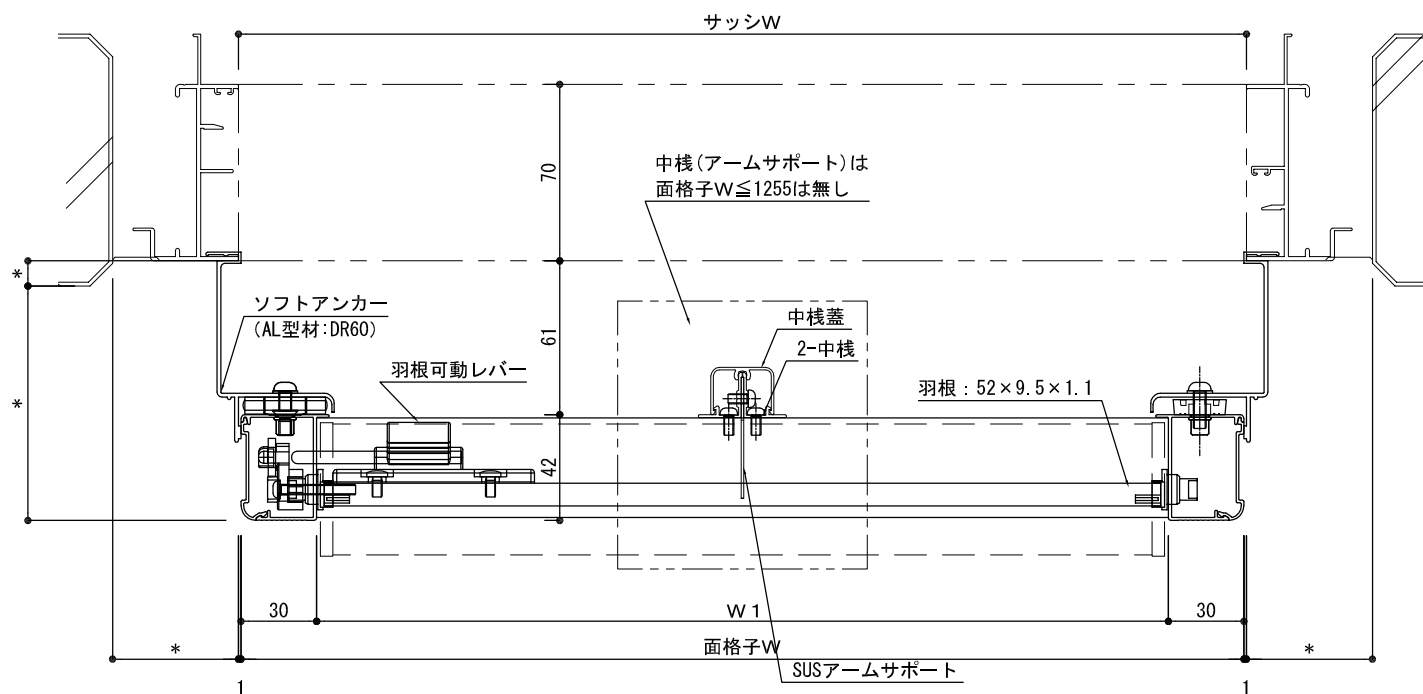 サッシW
70
中桟(アームサポート)は
面格子W≦1255は無し
*
ソフトアンカー
(AL型材:DR60)
61
中桟蓋
2-中桟
羽根可動レバー
羽根：52×9.5×1.1
*
42
30
W1
30
*
面格子W
*
SUSアームサポート
1
1